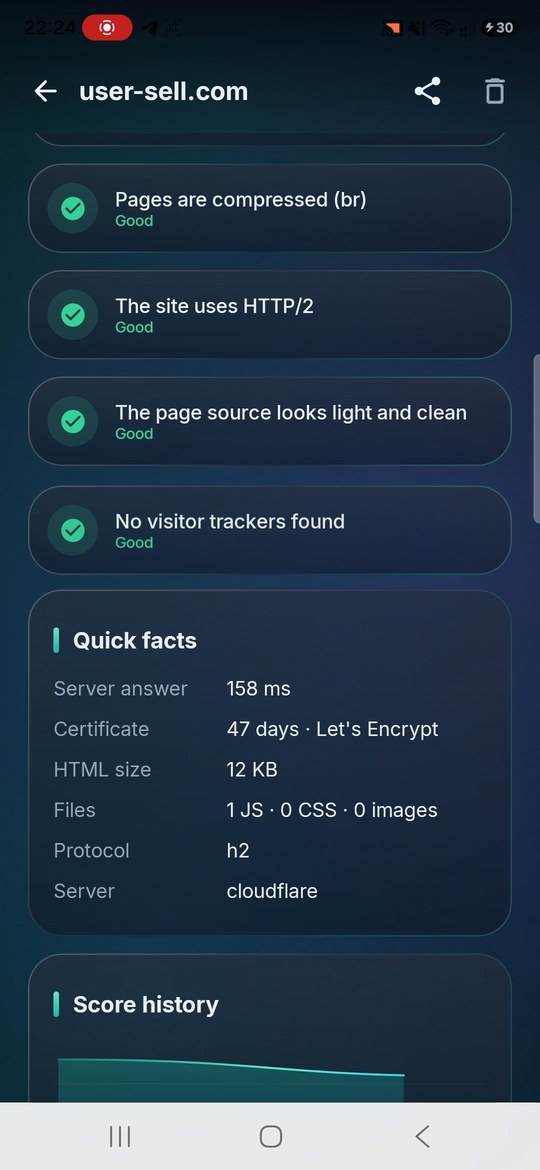 22:24
30
user-sell.com
Pages are compressed (br)
Good
The site uses HTTP/2
Good
The page source looks light and clean
Good
No visitor trackers found
Good
Quick facts
Server answer 158 ms
Certificate 47 days · Let's Encrypt
HTML size 12 KB
Files 1 JS · 0 CSS · 0 images
Protocol h2
Server cloudflare
Score history